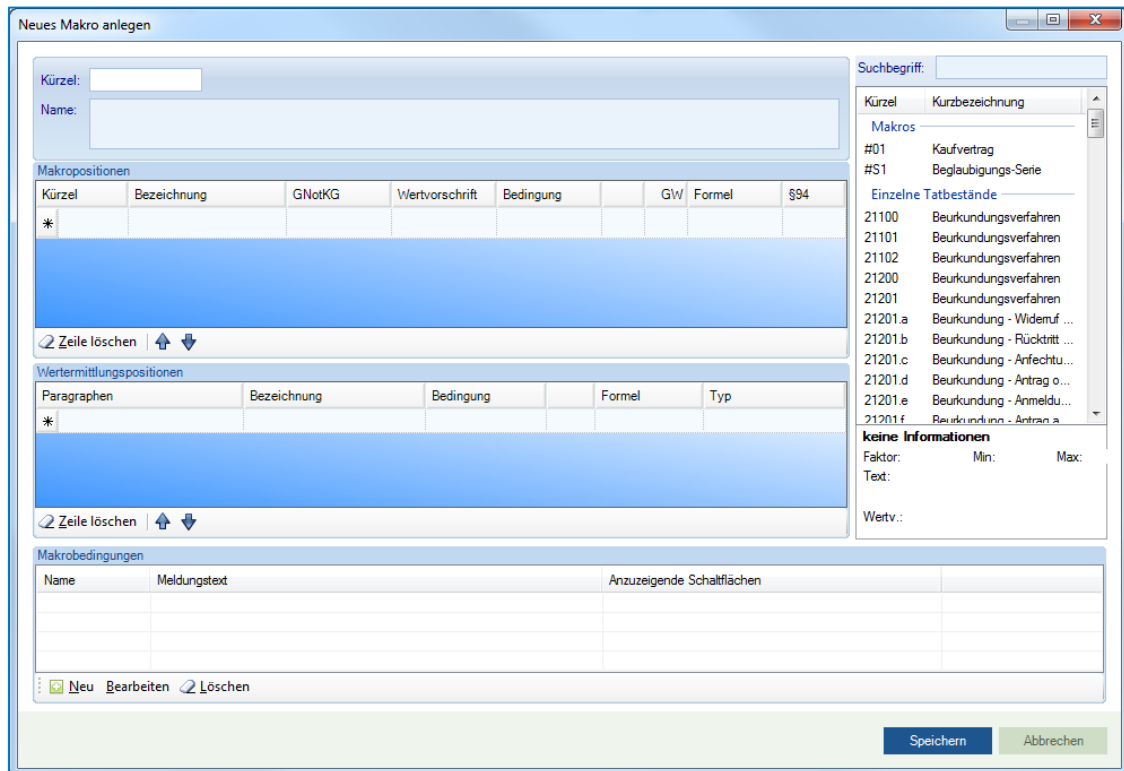 Neues Makro anlegen
Kürzel:
Name:
Makropositionen
Kürzel Bezeichnung GNotKG Wertvorschrift Bedingung GW Formel §94
Zeile löschen
Wertermittlungspositionen
Paragraphen Bezeichnung Bedingung Formel Typ
Zeile löschen
Makrobedingungen
Name Meldungstext Anzuzeigende Schaltflächen
Neu Bearbeiten Löschen
Suchbegriff:
Kürzel Kurzbezeichnung
Makros
#01 Kaufvertrag
#S1 Beglaubigungs-Serie
Einzelne Tatbestände
21100 Beurkundungsverfahren
21101 Beurkundungsverfahren
21102 Beurkundungsverfahren
21200 Beurkundungsverfahren
21201 Beurkundungsverfahren
21201.a Beurkundung - Widerruf ...
21201.b Beurkundung - Rücktritt ...
21201.c Beurkundung - Anfechtu...
21201.d Beurkundung - Antrag o...
21201.e Beurkundung - Anmeldu...
21201.f Beurkundung - Antrag a
keine Informationen
Faktor: Min: Max:
Text:
Wertv.:
Speichern Abbrechen